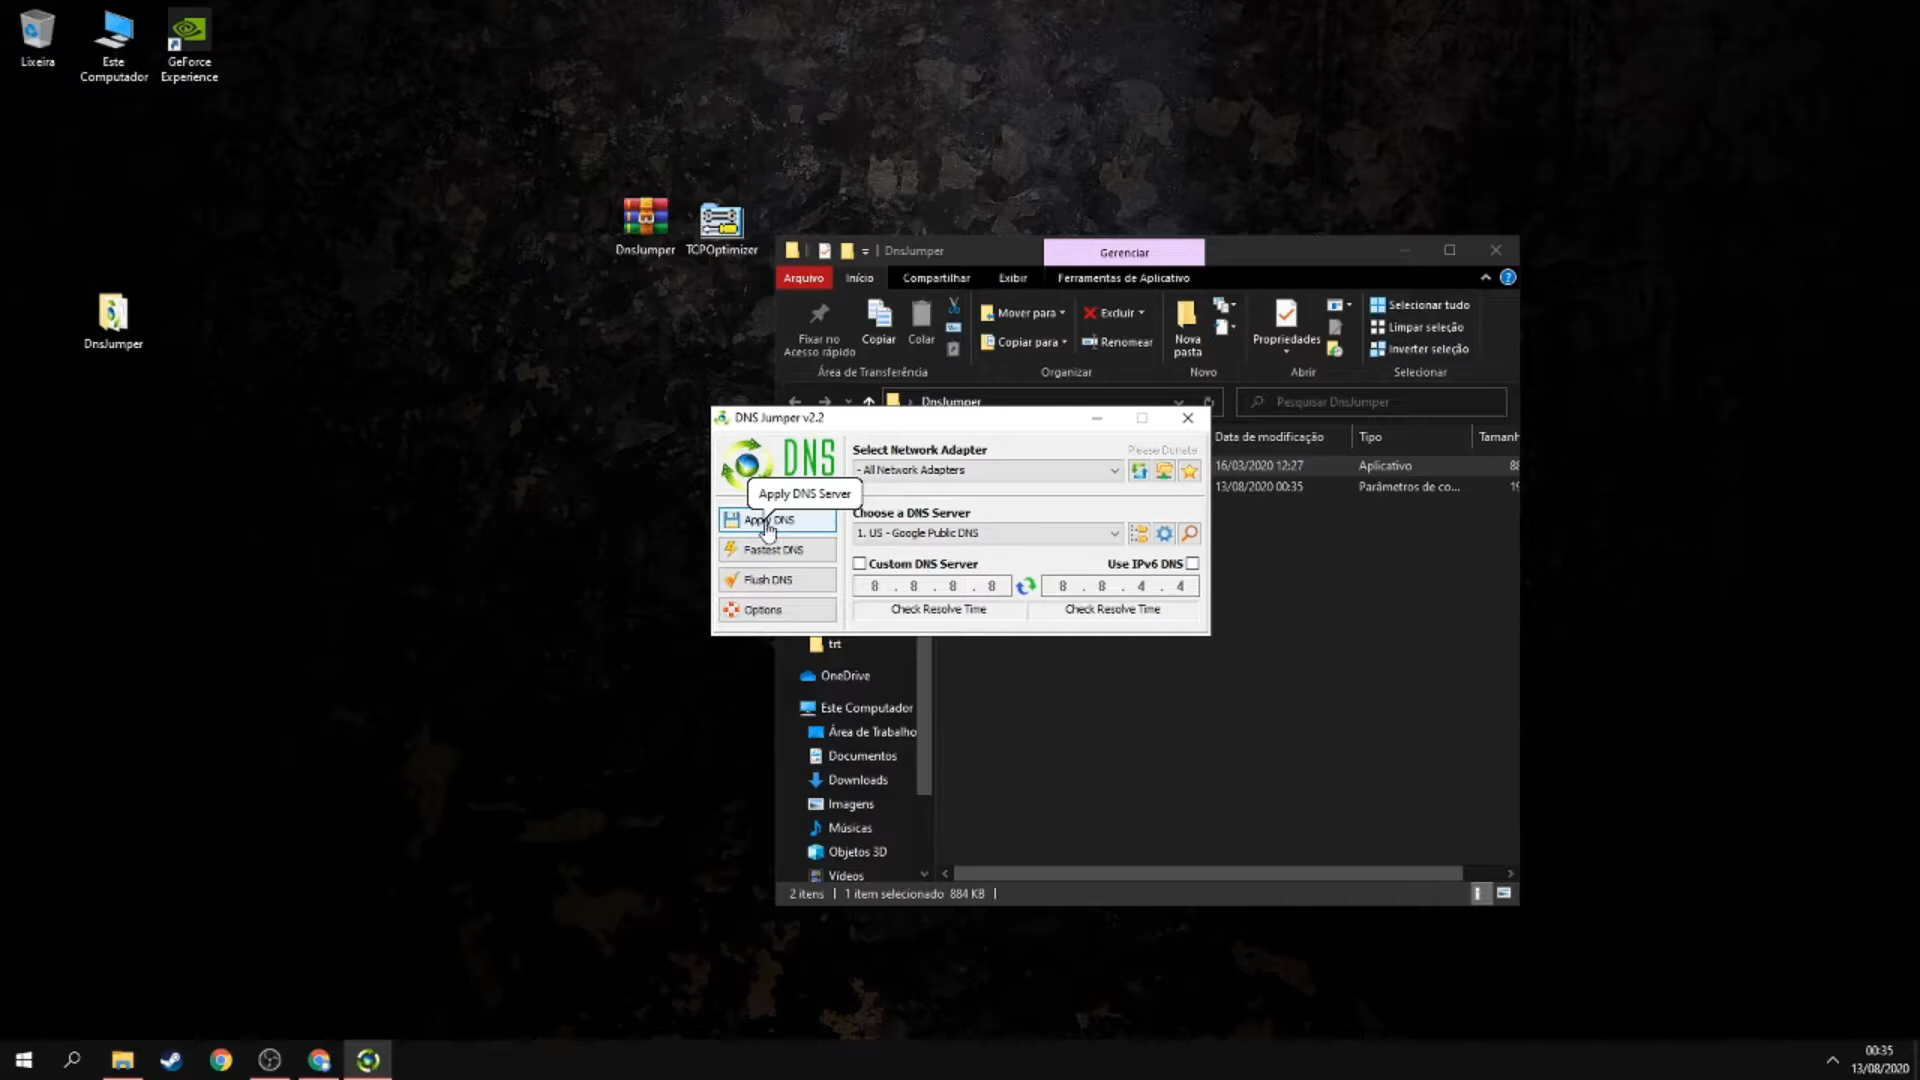 Lixeira
Este
Computador
GeForce
Experience
DnsJumper
TCPOptimizer
DnsJumper
DnsJumper
Gerenciar
Arquivo
Início
Compartilhar
Exibir
Ferramentas de Aplicativo
Fixar no
Acesso rápido
Copiar
Colar
Mover para
Copiar para
Excluir
Renomear
Nova
pasta
Propriedades
Selecionar tudo
Limpar seleção
Inverter seleção
Área de Transferência
Organizar
Novo
Abrir
Selecionar
DnsJumper
Pesquisar DnsJumper
DNS Jumper v2.2
DNS
Select Network Adapter
Please Donate
- All Network Adapters
Apply DNS Server
Apply DNS
Fastest DNS
Flush DNS
Options
Choose a DNS Server
1. US - Google Public DNS
Custom DNS Server
Use IPv6 DNS
8 . 8 . 8 . 8
8 . 8 . 4 . 4
Check Resolve Time
Check Resolve Time
Data de modificação
Tipo
Tamanh
16/03/2020 12:27
Aplicativo
13/08/2020 00:35
Parâmetros de co...
trt
OneDrive
Este Computador
Área de Trabalho
Documentos
Downloads
Imagens
Músicas
Objetos 3D
Vídeos
2 itens
1 item selecionado 884 KB
00:35
13/08/2020